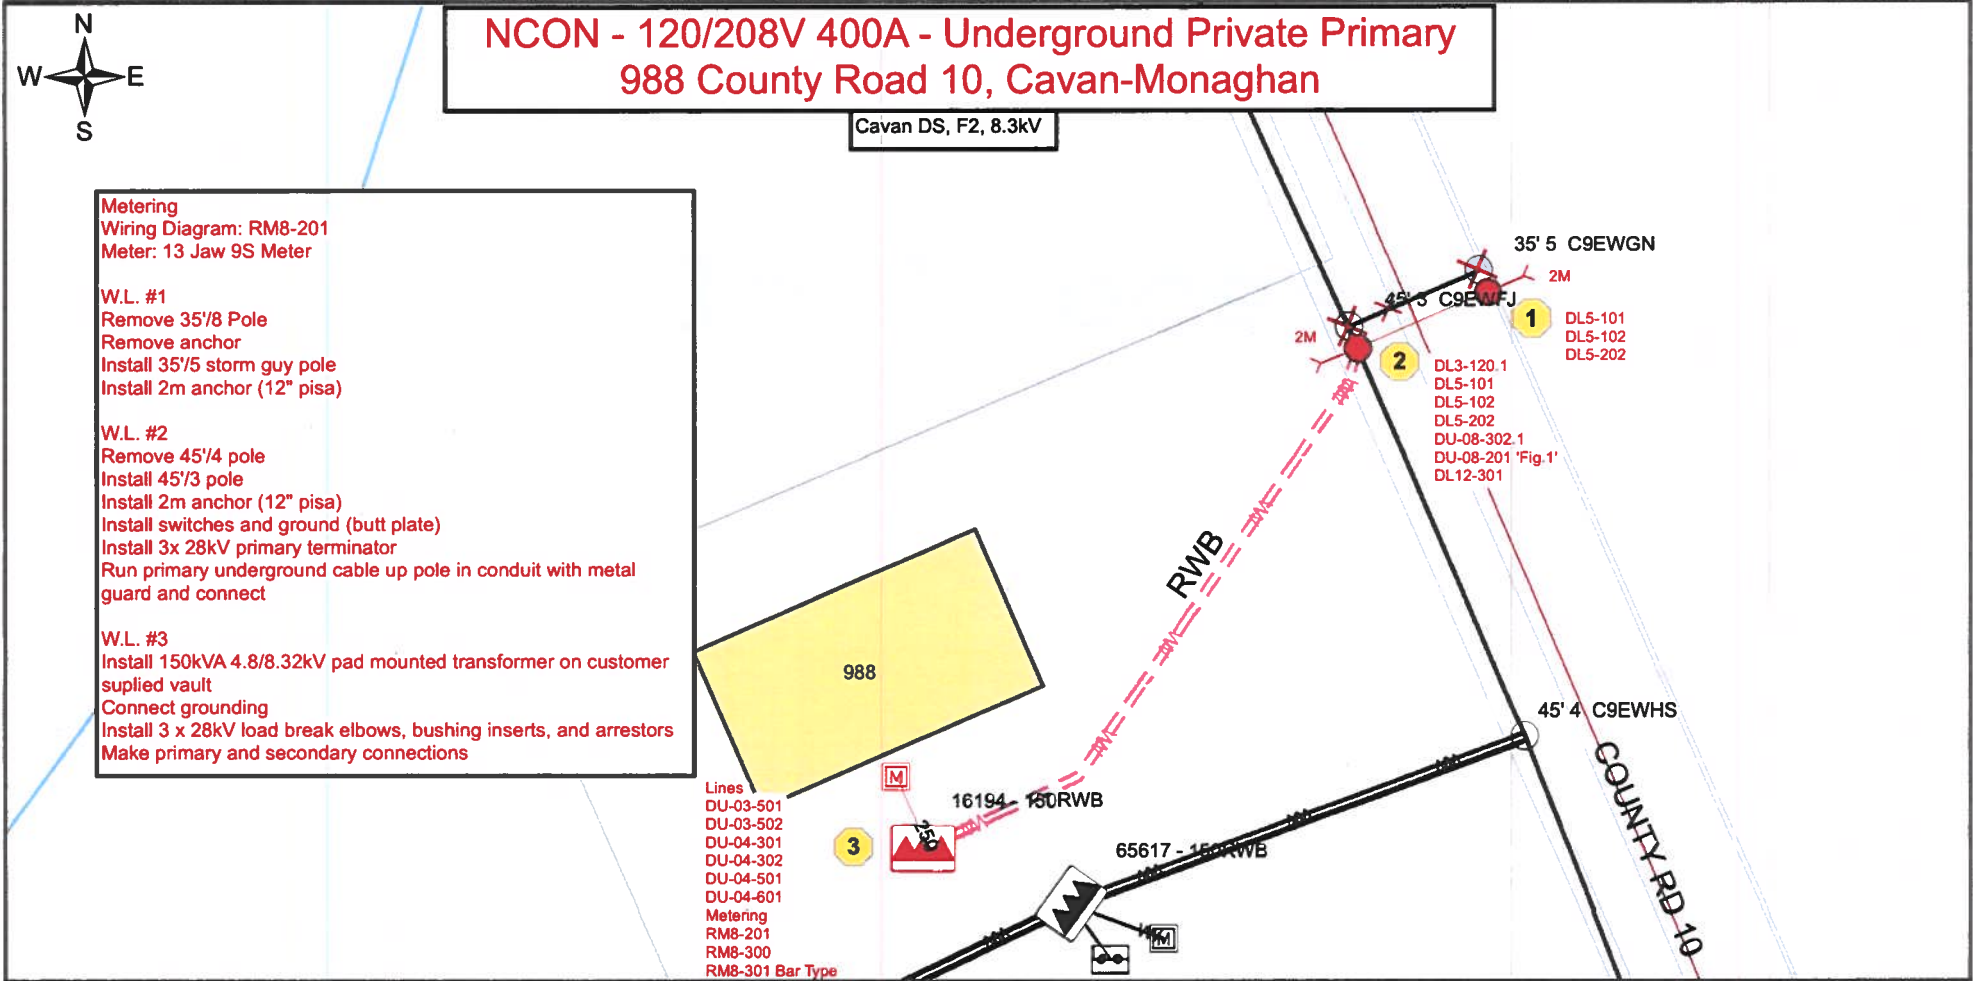 N
W E
S
NCON - 120/208V 400A - Underground Private Primary
988 County Road 10, Cavan-Monaghan
Cavan DS, F2, 8.3kV
Metering
Wiring Diagram: RM8-201
Meter: 13 Jaw 9S Meter
W.L. #1
Remove 35'/8 Pole
Remove anchor
Install 35'/5 storm guy pole
Install 2m anchor (12" pisa)
W.L. #2
Remove 45'/4 pole
Install 45'/3 pole
Install 2m anchor (12" pisa)
Install switches and ground (butt plate)
Install 3x 28kV primary terminator
Run primary underground cable up pole in conduit with metal
guard and connect
W.L. #3
Install 150kVA 4.8/8.32kV pad mounted transformer on customer
suplied vault
Connect grounding
Install 3 x 28kV load break elbows, bushing inserts, and arrestors
Make primary and secondary connections
35' 5 C9EWGN
2M
45' 3 C9EWFJ
1
DL5-101
DL5-102
DL5-202
2M
2
DL3-120.1
DL5-101
DL5-102
DL5-202
DU-08-302.1
DU-08-201 'Fig.1'
DL12-301
RWB
988
45' 4 C9EWHS
COUNTY RD 10
M
16194 - 150RWB
250
3
65617 - 150RWB
M
Lines
DU-03-501
DU-03-502
DU-04-301
DU-04-302
DU-04-501
DU-04-601
Metering
RM8-201
RM8-300
RM8-301 Bar Type